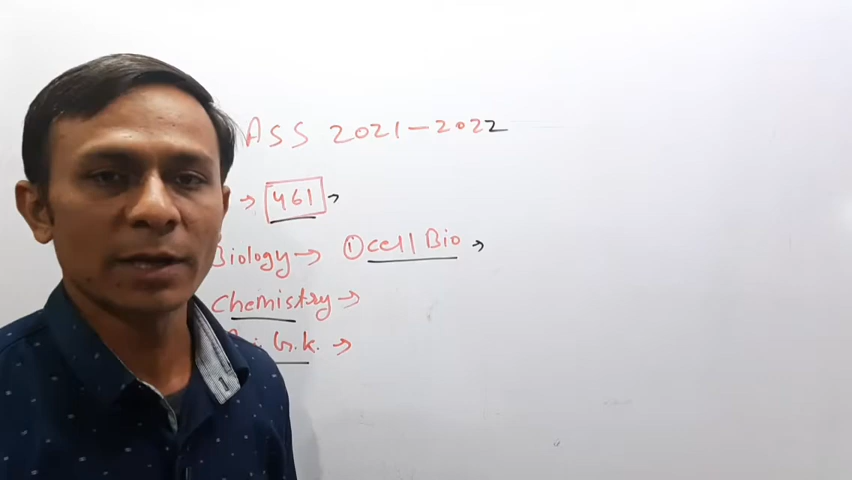 ASS 2021-2022
→ 461 →
Biology → ① cell Bio →
Chemistry →
G.K. →